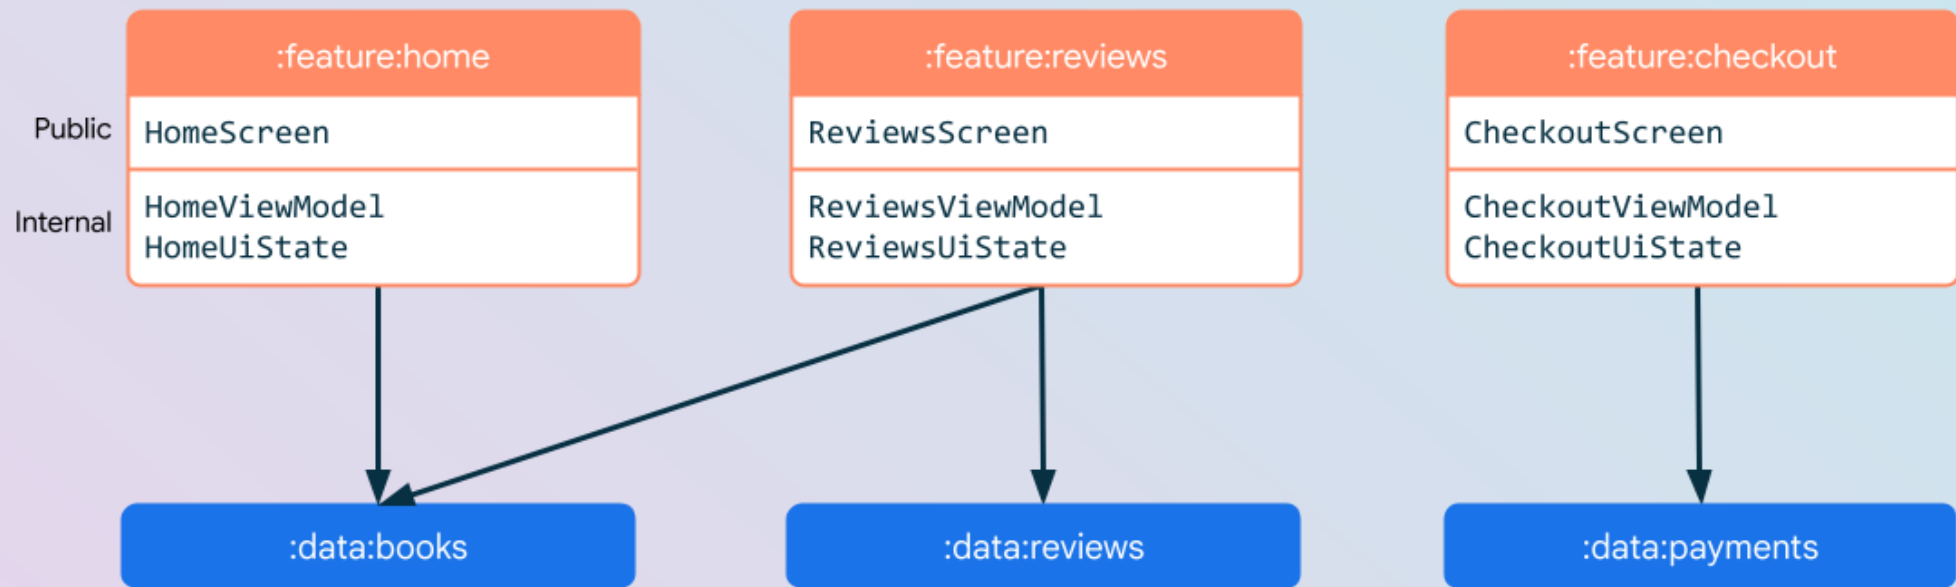 :feature:home
:feature:reviews
:feature:checkout
Public
HomeScreen
ReviewsScreen
CheckoutScreen
Internal
HomeViewModel
HomeUiState
ReviewsViewModel
ReviewsUiState
CheckoutViewModel
CheckoutUiState
:data:books
:data:reviews
:data:payments